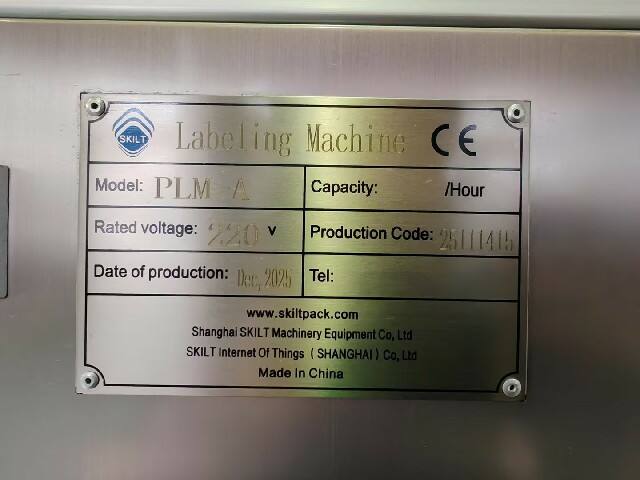 SKILT Labeling Machine CE
Model: PLM-A Capacity: /Hour
Rated voltage: 220 V Production Code: 25111415
Date of production: Dec, 2025 Tel:
www.skiltpack.com
Shanghai SKILT Machinery Equipment Co, Ltd
SKILT Internet Of Things (SHANGHAI) Co, Ltd
Made In China